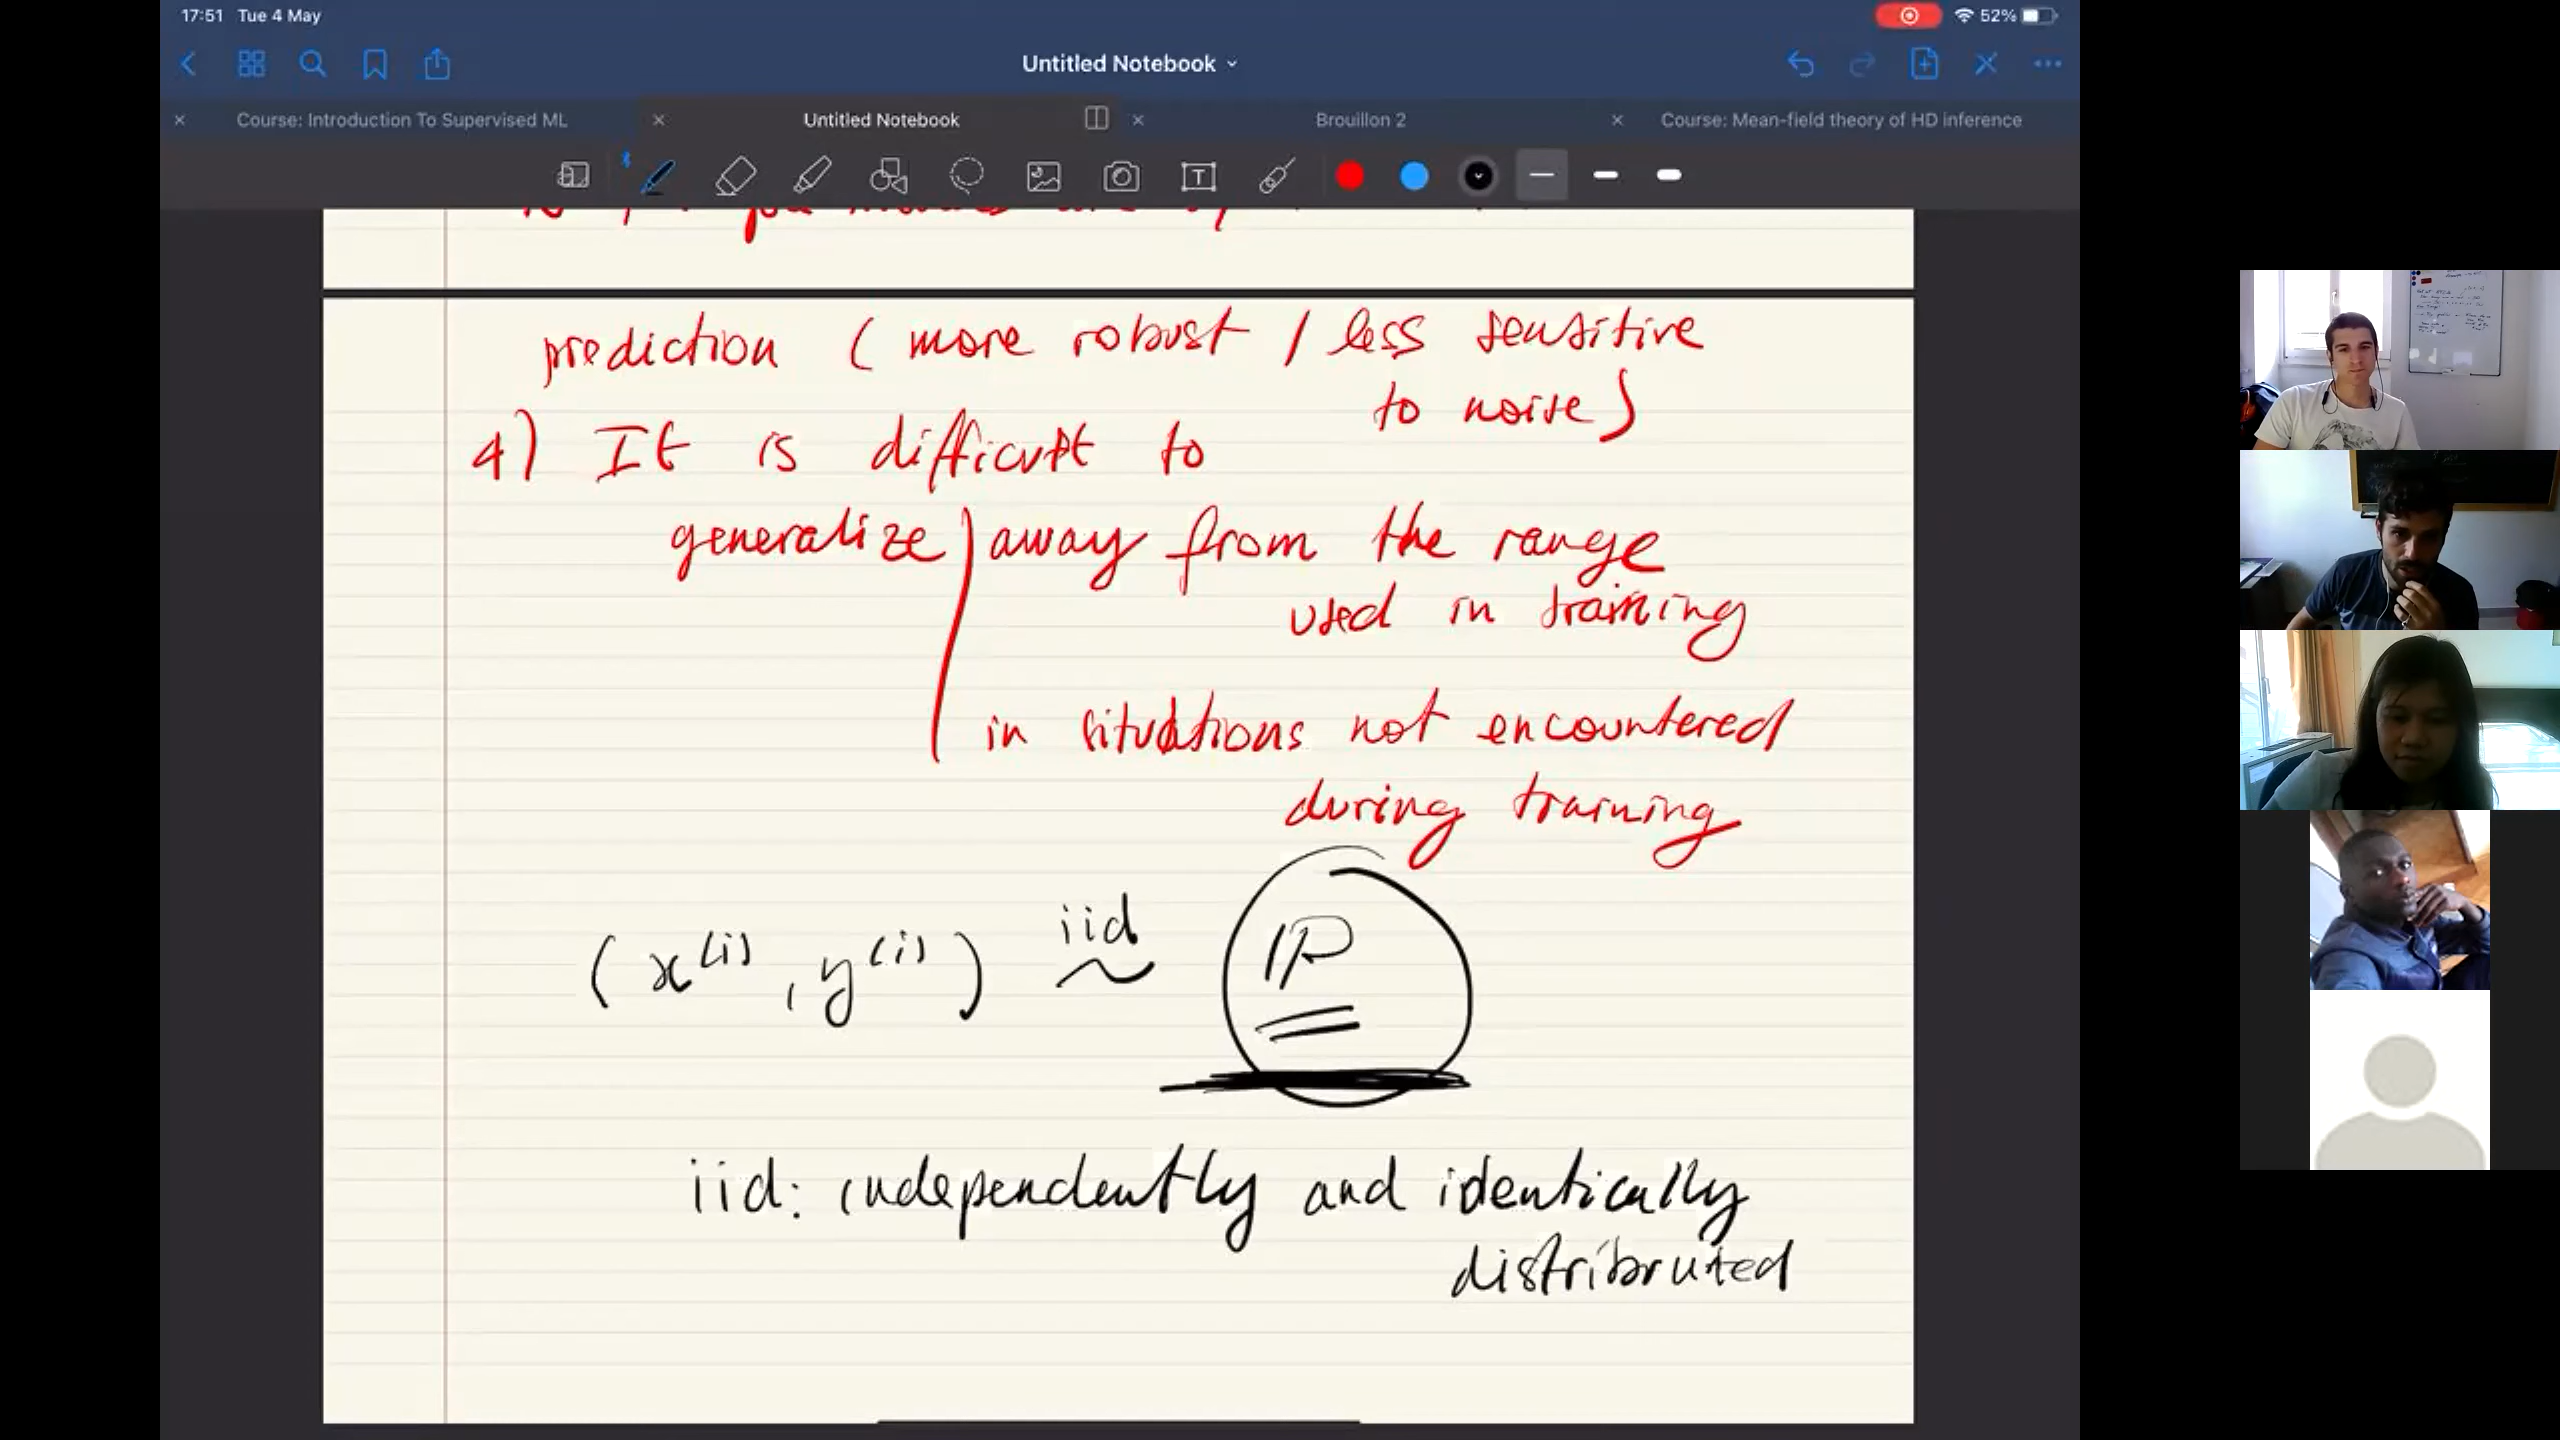 17:51 Tue 4 May
52%
Untitled Notebook
Course: Introduction To Supervised ML
Untitled Notebook
Brouillon 2
Course: Mean-field theory of HD inference
prediction ( more robust / less sensitive
to noise )
4) It is difficult to
generalize
away from the range
used in training
in situations not encountered
during training
( x^(i) , y^(i) ) iid ~ P
iid: independently and identically
distribruted